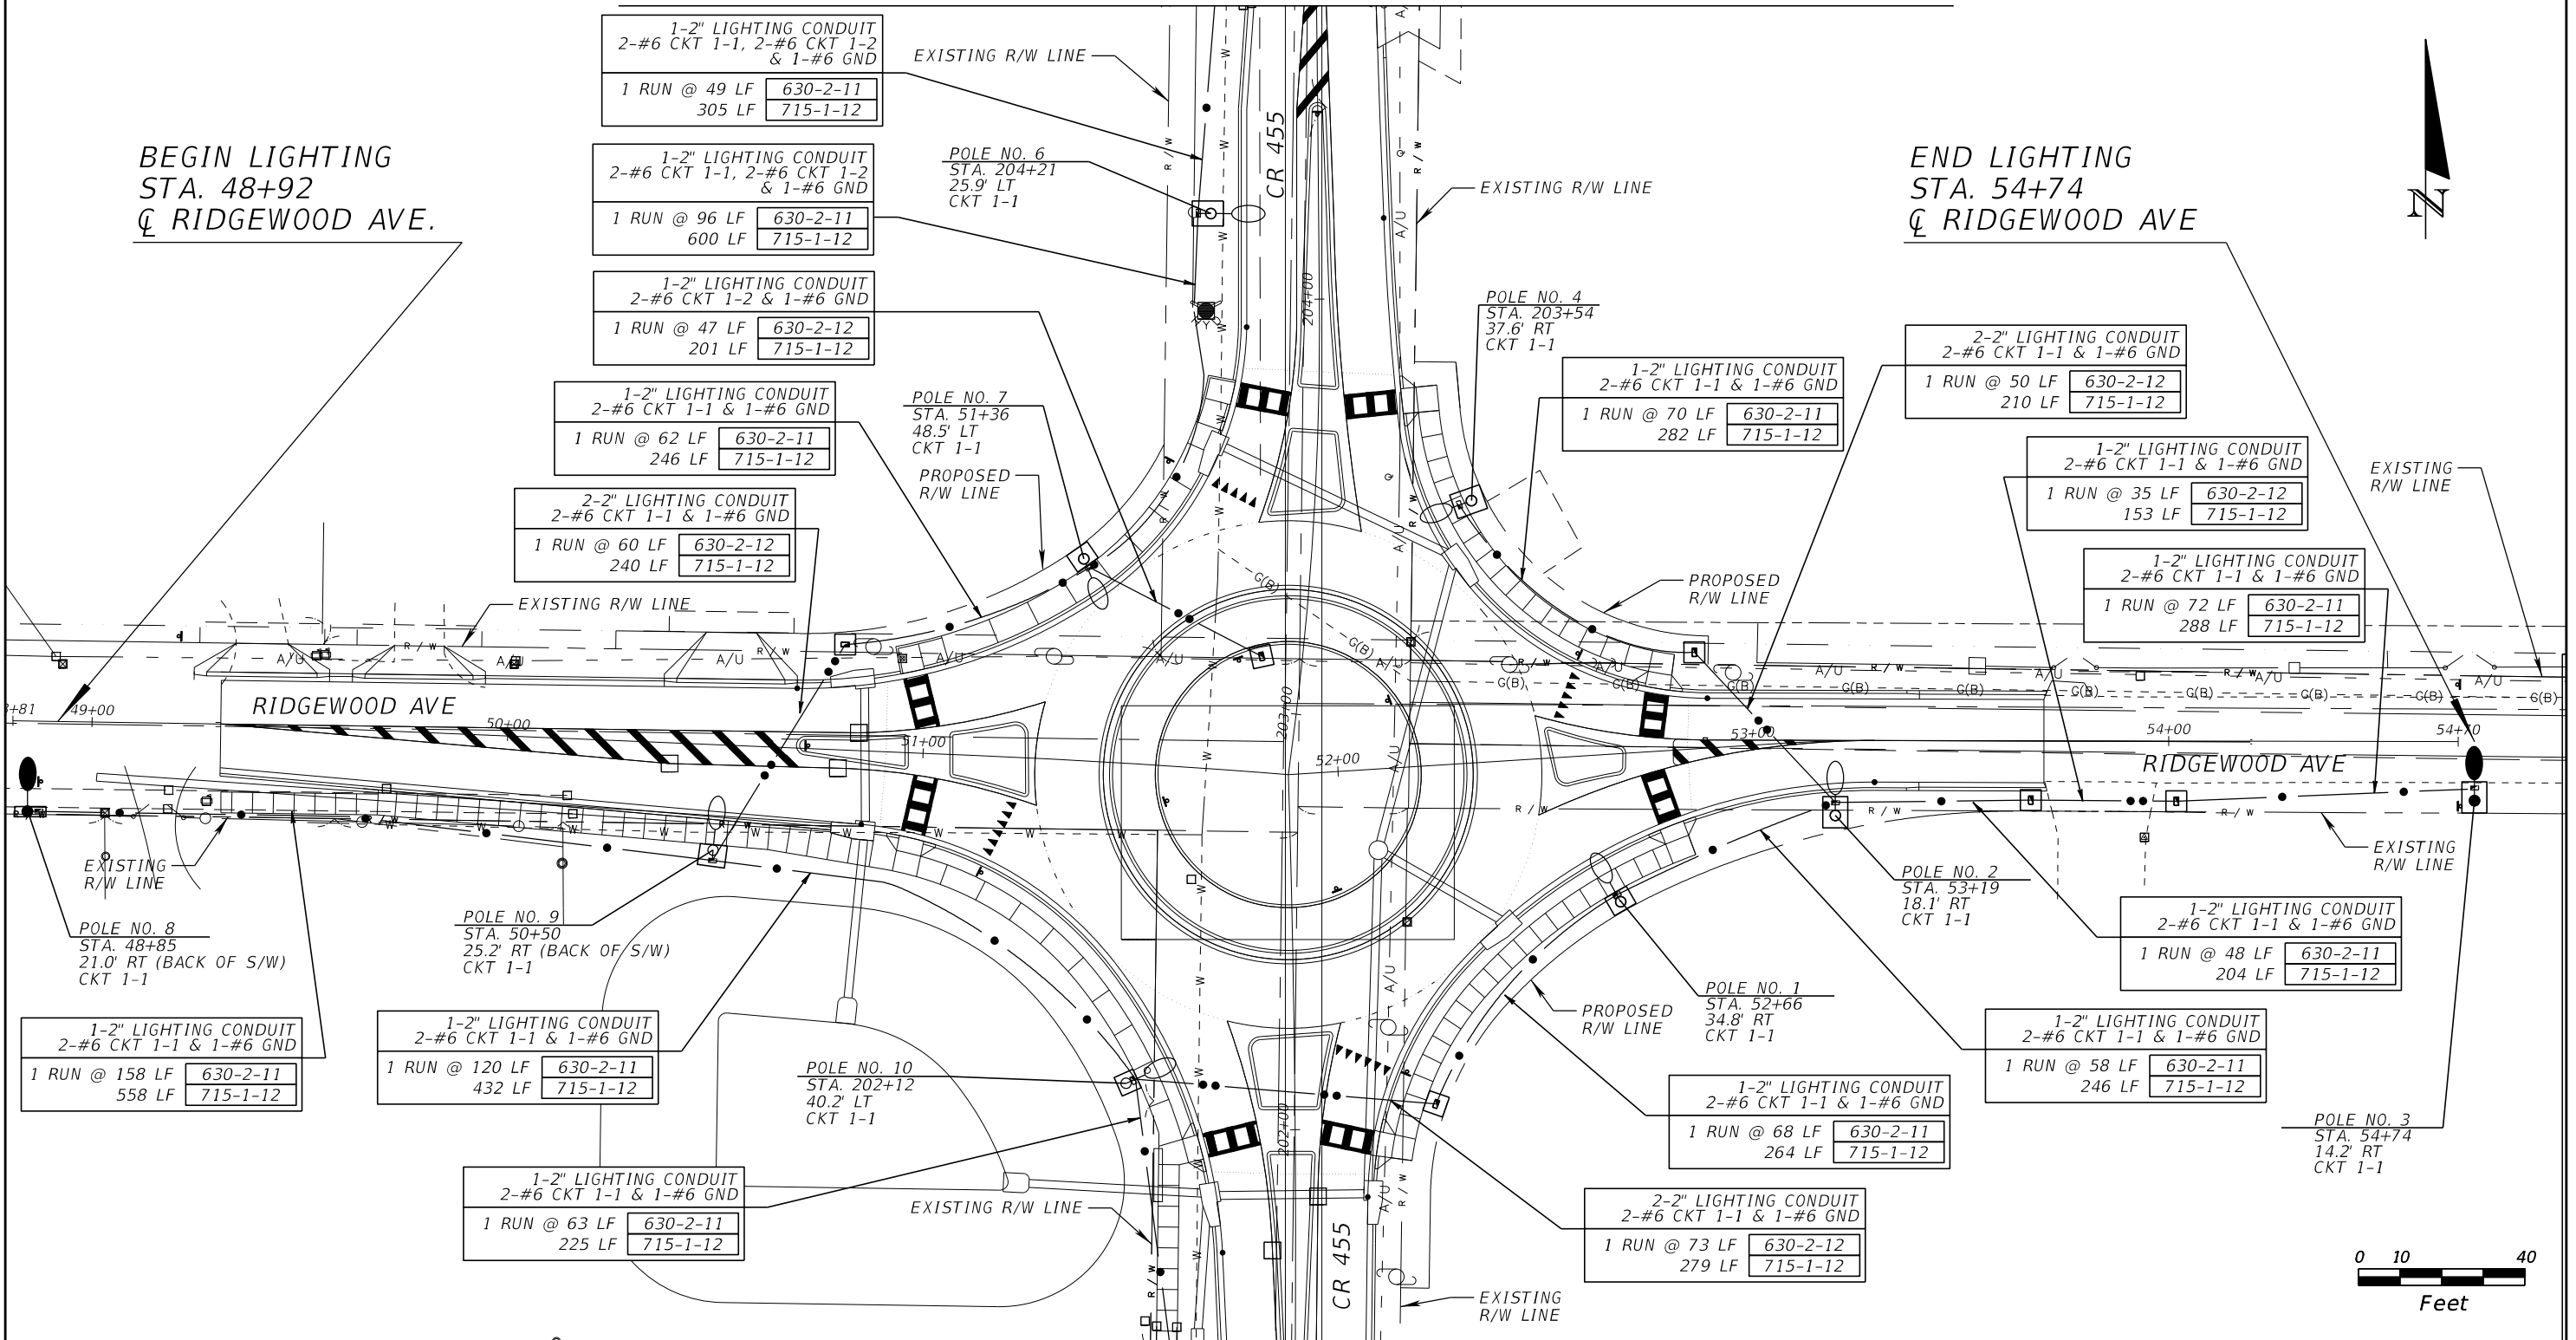 1-2" LIGHTING CONDUIT
2-#6 CKT 1-1, 2-#6 CKT 1-2
& 1-#6 GND
1 RUN @ 49 LF 630-2-11
305 LF 715-1-12
EXISTING R/W LINE
CR 455
BEGIN LIGHTING
STA. 48+92
℄ RIDGEWOOD AVE.
1-2" LIGHTING CONDUIT
2-#6 CKT 1-1, 2-#6 CKT 1-2
& 1-#6 GND
1 RUN @ 96 LF 630-2-11
600 LF 715-1-12
POLE NO. 6
STA. 204+21
25.9' LT
CKT 1-1
EXISTING R/W LINE
END LIGHTING
STA. 54+74
℄ RIDGEWOOD AVE
N
1-2" LIGHTING CONDUIT
2-#6 CKT 1-2 & 1-#6 GND
1 RUN @ 47 LF 630-2-12
201 LF 715-1-12
204+00
POLE NO. 4
STA. 203+54
37.6' RT
CKT 1-1
1-2" LIGHTING CONDUIT
2-#6 CKT 1-1 & 1-#6 GND
1 RUN @ 62 LF 630-2-11
246 LF 715-1-12
POLE NO. 7
STA. 51+36
48.5' LT
CKT 1-1
PROPOSED
R/W LINE
1-2" LIGHTING CONDUIT
2-#6 CKT 1-1 & 1-#6 GND
1 RUN @ 70 LF 630-2-11
282 LF 715-1-12
2-2" LIGHTING CONDUIT
2-#6 CKT 1-1 & 1-#6 GND
1 RUN @ 50 LF 630-2-12
210 LF 715-1-12
1-2" LIGHTING CONDUIT
2-#6 CKT 1-1 & 1-#6 GND
1 RUN @ 35 LF 630-2-12
153 LF 715-1-12
EXISTING
R/W LINE
2-2" LIGHTING CONDUIT
2-#6 CKT 1-1 & 1-#6 GND
1 RUN @ 60 LF 630-2-12
240 LF 715-1-12
1-2" LIGHTING CONDUIT
2-#6 CKT 1-1 & 1-#6 GND
1 RUN @ 72 LF 630-2-11
288 LF 715-1-12
EXISTING R/W LINE
PROPOSED
R/W LINE
A/U A/U A/U A/U A/U A/U A/U A/U A/U A/U A/U
G(B) G(B) G(B) G(B) G(B) G(B) G(B) G(B) G(B) G(B) G(B)
R/W R/W R/W R/W R/W
RIDGEWOOD AVE
+81 49+00 50+00 51+00 52+00 53+00 54+00 54+70
203+00
RIDGEWOOD AVE
R/W R/W R/W R/W
W W W W W W
EXISTING
R/W LINE
EXISTING
R/W LINE
POLE NO. 8
STA. 48+85
21.0' RT (BACK OF S/W)
CKT 1-1
POLE NO. 9
STA. 50+50
25.2' RT (BACK OF S/W)
CKT 1-1
POLE NO. 2
STA. 53+19
18.1' RT
CKT 1-1
1-2" LIGHTING CONDUIT
2-#6 CKT 1-1 & 1-#6 GND
1 RUN @ 48 LF 630-2-11
204 LF 715-1-12
POLE NO. 1
STA. 52+66
34.8' RT
CKT 1-1
PROPOSED
R/W LINE
1-2" LIGHTING CONDUIT
2-#6 CKT 1-1 & 1-#6 GND
1 RUN @ 158 LF 630-2-11
558 LF 715-1-12
1-2" LIGHTING CONDUIT
2-#6 CKT 1-1 & 1-#6 GND
1 RUN @ 120 LF 630-2-11
432 LF 715-1-12
1-2" LIGHTING CONDUIT
2-#6 CKT 1-1 & 1-#6 GND
1 RUN @ 58 LF 630-2-11
246 LF 715-1-12
POLE NO. 10
STA. 202+12
40.2' LT
CKT 1-1
202+00
1-2" LIGHTING CONDUIT
2-#6 CKT 1-1 & 1-#6 GND
1 RUN @ 68 LF 630-2-11
264 LF 715-1-12
POLE NO. 3
STA. 54+74
14.2' RT
CKT 1-1
1-2" LIGHTING CONDUIT
2-#6 CKT 1-1 & 1-#6 GND
1 RUN @ 63 LF 630-2-11
225 LF 715-1-12
EXISTING R/W LINE
CR 455
2-2" LIGHTING CONDUIT
2-#6 CKT 1-1 & 1-#6 GND
1 RUN @ 73 LF 630-2-12
279 LF 715-1-12
EXISTING
R/W LINE
0 10 40
Feet